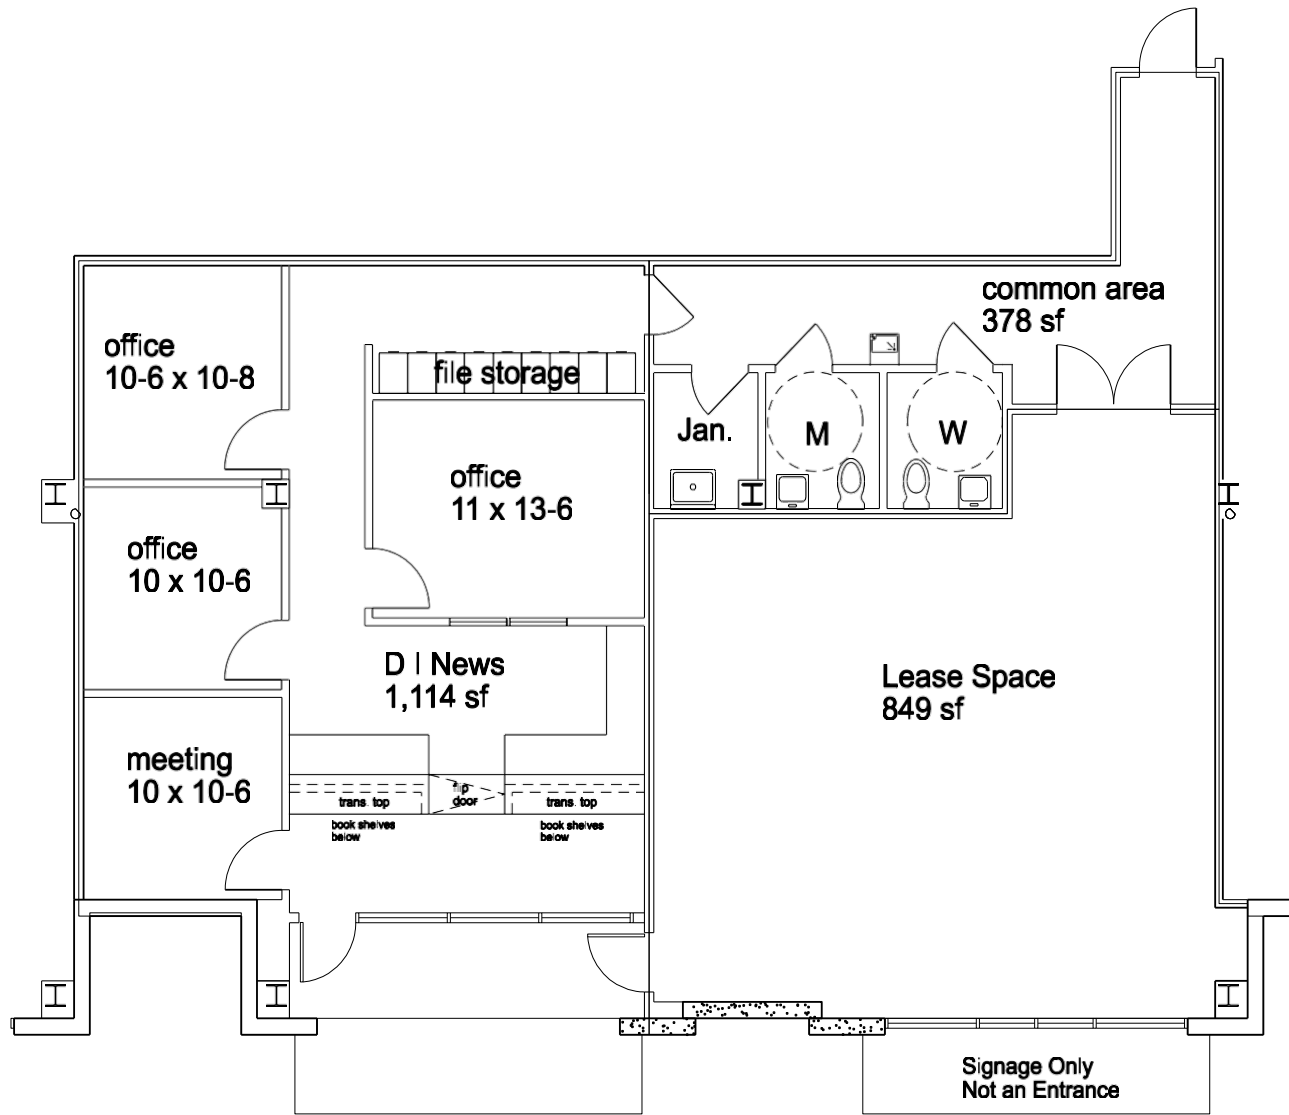 common area
378 sf
office
10-6 x 10-8
file storage
Jan.
M
W
office
11 x 13-6
office
10 x 10-6
D I News
1,114 sf
Lease Space
849 sf
meeting
10 x 10-6
flip
door
trans. top
trans. top
book shelves
below
book shelves
below
Signage Only
Not an Entrance